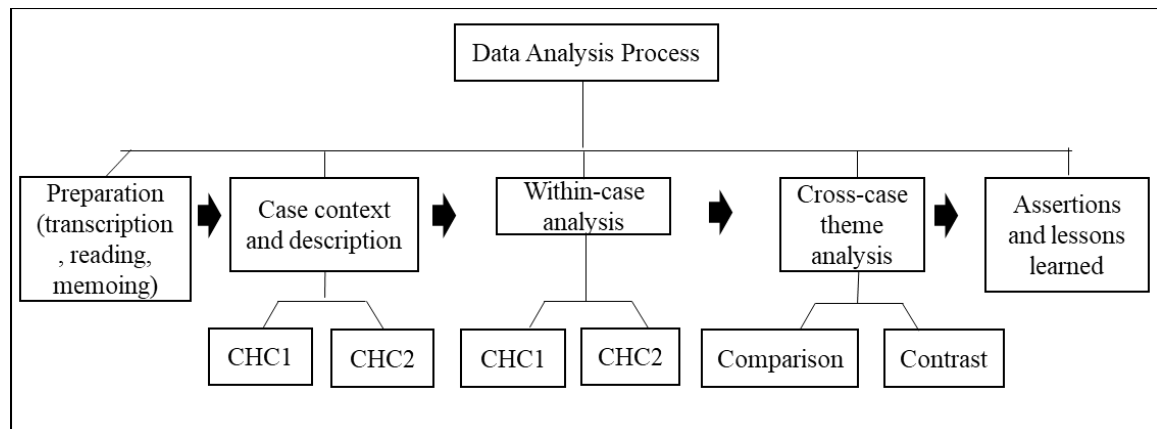 Data Analysis Process
Preparation
(transcription
, reading,
memoing)
Case context
and description
Within-case
analysis
Cross-case
theme
analysis
Assertions
and lessons
learned
CHC1
CHC2
CHC1
CHC2
Comparison
Contrast